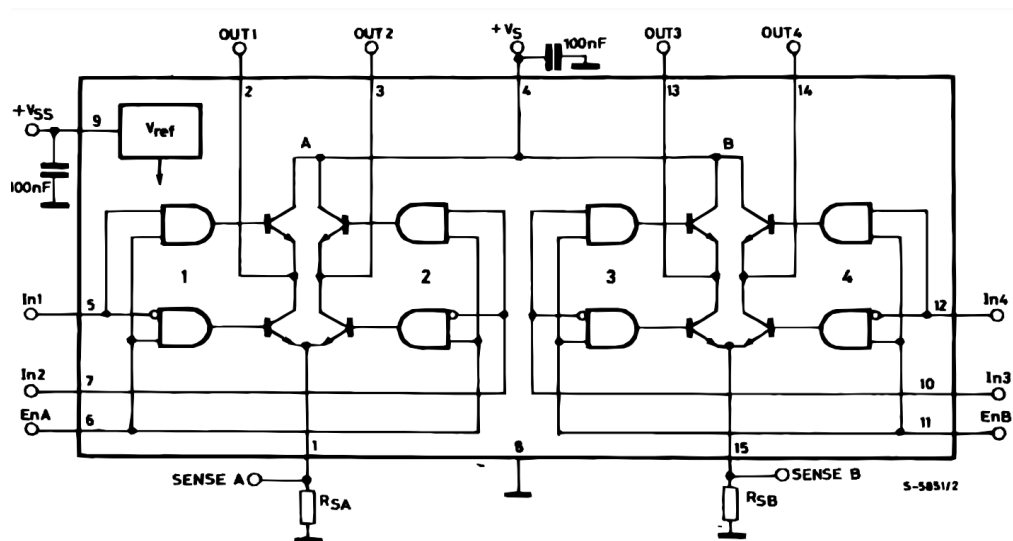 OUT1
OUT2
+VS
100nF
OUT3
OUT4
2
3
4
13
14
+VSS
9
Vref
A
B
100nF
1
2
3
4
In1
5
12
In4
In2
7
10
In3
EnA
6
11
EnB
1
8
15
SENSE A
RSA
SENSE B
RSB
S-5851/2